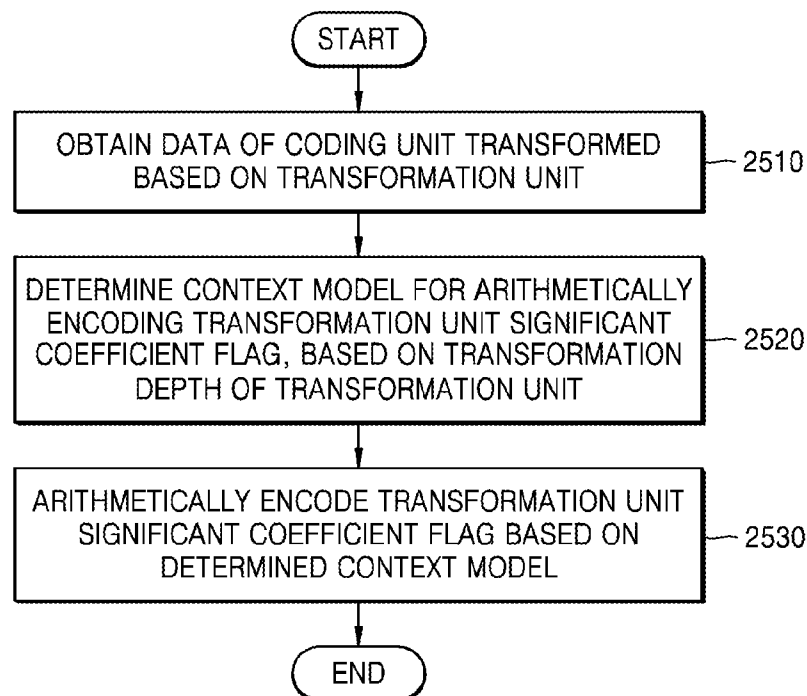 START
OBTAIN DATA OF CODING UNIT TRANSFORMED
BASED ON TRANSFORMATION UNIT
2510
DETERMINE CONTEXT MODEL FOR ARITHMETICALLY
ENCODING TRANSFORMATION UNIT SIGNIFICANT
COEFFICIENT FLAG, BASED ON TRANSFORMATION
DEPTH OF TRANSFORMATION UNIT
2520
ARITHMETICALLY ENCODE TRANSFORMATION UNIT
SIGNIFICANT COEFFICIENT FLAG BASED ON
DETERMINED CONTEXT MODEL
2530
END